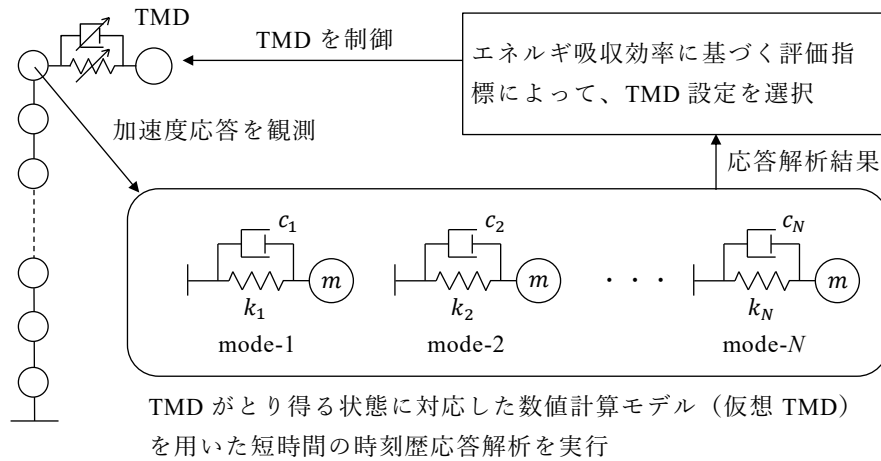 TMD
TMD を制御
エネルギ吸収効率に基づく評価指
標によって、TMD 設定を選択
加速度応答を観測
応答解析結果
c₁
c₂
c_N
m
m
・・・
m
k₁
k₂
k_N
mode-1
mode-2
mode-N
TMD がとり得る状態に対応した数値計算モデル（仮想 TMD）
を用いた短時間の時刻歴応答解析を実行